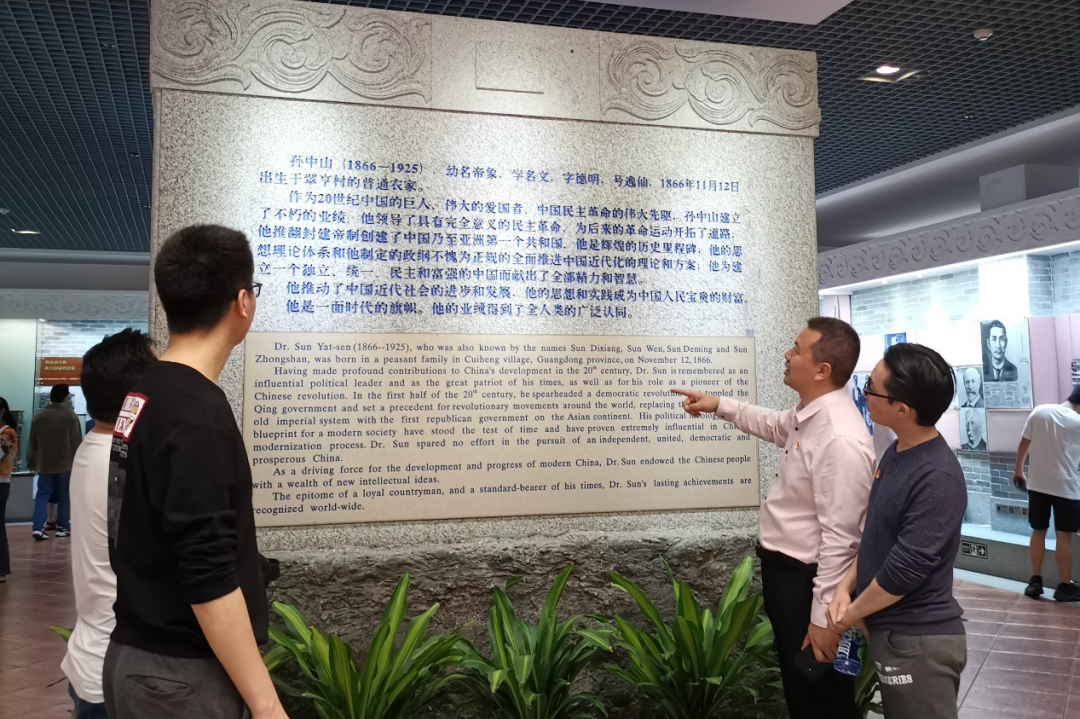 孙中山（1866—1925），幼名帝象，学名文，字德明，号逸仙，1866年11月12日
出生于翠亨村的普通农家。
作为20世纪中国的巨人、伟大的爱国者、中国民主革命的伟大先驱，孙中山建立
了不朽的业绩。他领导了具有完全意义的民主革命，为后来的革命运动开拓了道路；
他推翻封建帝制创建了中国乃至亚洲第一个共和国，他是辉煌的历史里程碑；他的思
想理论体系和他制定的政纲不愧为正规的全面推进中国近代化的理论和方案；他为建
立一个独立、统一、民主和富强的中国而献出了全部精力和智慧。
他推动了中国近代社会的进步和发展，他的思想和实践成为中国人民宝贵的财富。
他是一面时代的旗帜。他的业绩得到了全人类的广泛认同。
Dr. Sun Yat-sen (1866--1925), who was also known by the names Sun Dixiang, Sun Wen, Sun Deming and Sun
Zhongshan, was born in a peasant family in Cuiheng village, Guangdong province, on November 12, 1866.
Having made profound contributions to China's development in the 20th century, Dr. Sun is remembered as an
influential political leader and as the great patriot of his times, as well as for his role as a pioneer of the
Chinese revolution. In the first half of the 20th century, he spearheaded a democratic
Qing government and set a precedent for revolutionary movements around the world, replacing
old imperial system with the first republican government on the Asian continent. His political
blueprint for a modern society have stood the test of time and have proven extremely influential in
modernization process. Dr. Sun spared no effort in the pursuit of an independent, united, democratic and
prosperous China.
As a driving force for the development and progress of modern China, Dr. Sun endowed the Chinese people
with a wealth of new intellectual ideas.
The epitome of a loyal countryman, and a standard-bearer of his times, Dr. Sun's lasting achievements are
recognized world-wide.